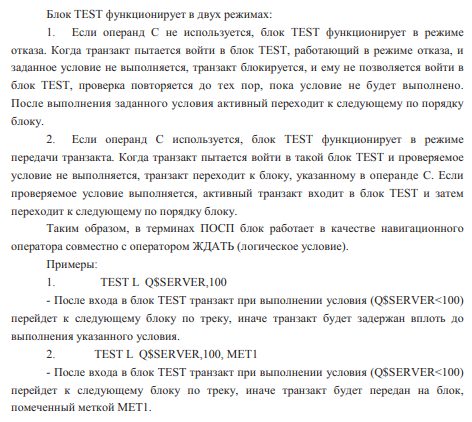 Блок TEST функционирует в двух режимах:
1. Если операнд C не используется, блок TEST функционирует в режиме
отказа. Когда транзакт пытается войти в блок TEST, работающий в режиме отказа, и
заданное условие не выполняется, транзакт блокируется, и ему не позволяется войти в
блок TEST, проверка повторяется до тех пор, пока условие не будет выполнено.
После выполнения заданного условия активный переходит к следующему по порядку
блоку.
2. Если операнд C используется, блок TEST функционирует в режиме
передачи транзакта. Когда транзакт пытается войти в такой блок TEST и проверяемое
условие не выполняется, транзакт переходит к блоку, указанному в операнде C. Если
проверяемое условие выполняется, активный транзакт входит в блок TEST и затем
переходит к следующему по порядку блоку.
Таким образом, в терминах ПОСП блок работает в качестве навигационного
оператора совместно с оператором ЖДАТЬ (логическое условие).
Примеры:
1. TEST L Q$SERVER,100
- После входа в блок TEST транзакт при выполнении условия (Q$SERVER<100)
перейдет к следующему блоку по треку, иначе транзакт будет задержан вплоть до
выполнения указанного условия.
2. TEST L Q$SERVER,100, MET1
- После входа в блок TEST транзакт при выполнении условия (Q$SERVER<100)
перейдет к следующему блоку по треку, иначе транзакт будет передан на блок,
помеченный меткой MET1.